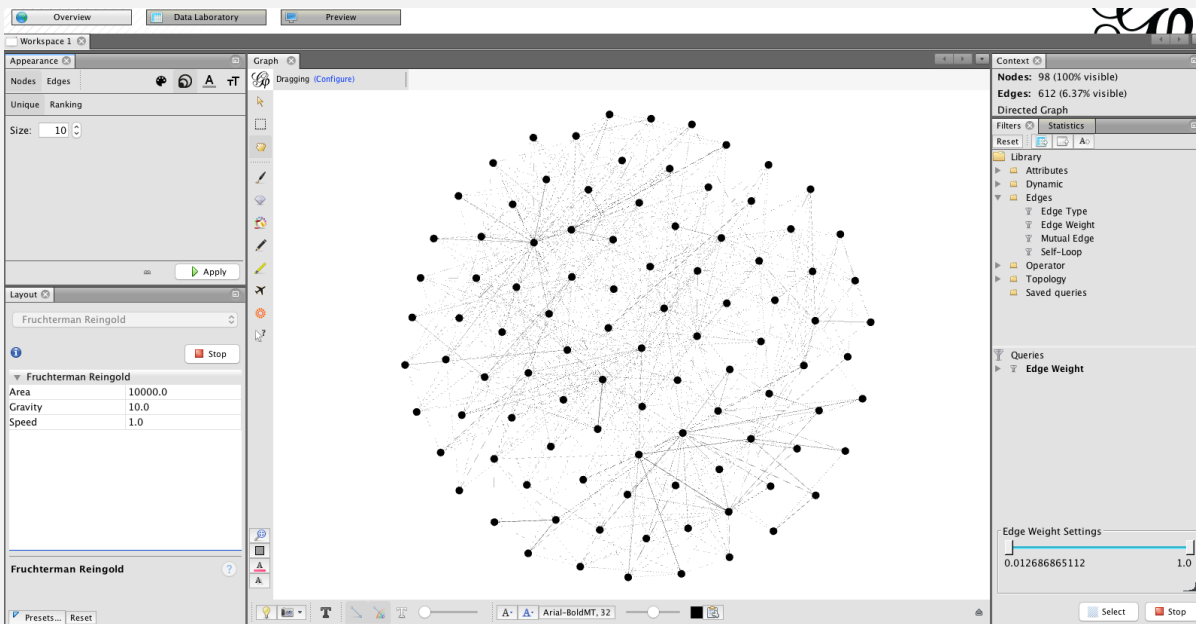 Overview
Data Laboratory
Preview
Workspace 1
Appearance
Nodes Edges
Unique Ranking
Size: 10
Apply
Layout
Fruchterman Reingold
Stop
Fruchterman Reingold
Area 10000.0
Gravity 10.0
Speed 1.0
Fruchterman Reingold
Presets... Reset
Graph
Dragging (Configure)
Arial-BoldMT, 32
Context
Nodes: 98 (100% visible)
Edges: 612 (6.37% visible)
Directed Graph
Filters Statistics
Reset
Library
Attributes
Dynamic
Edges
Edge Type
Edge Weight
Mutual Edge
Self-Loop
Operator
Topology
Saved queries
Queries
Edge Weight
Edge Weight Settings
0.012686865112 1.0
Select Stop